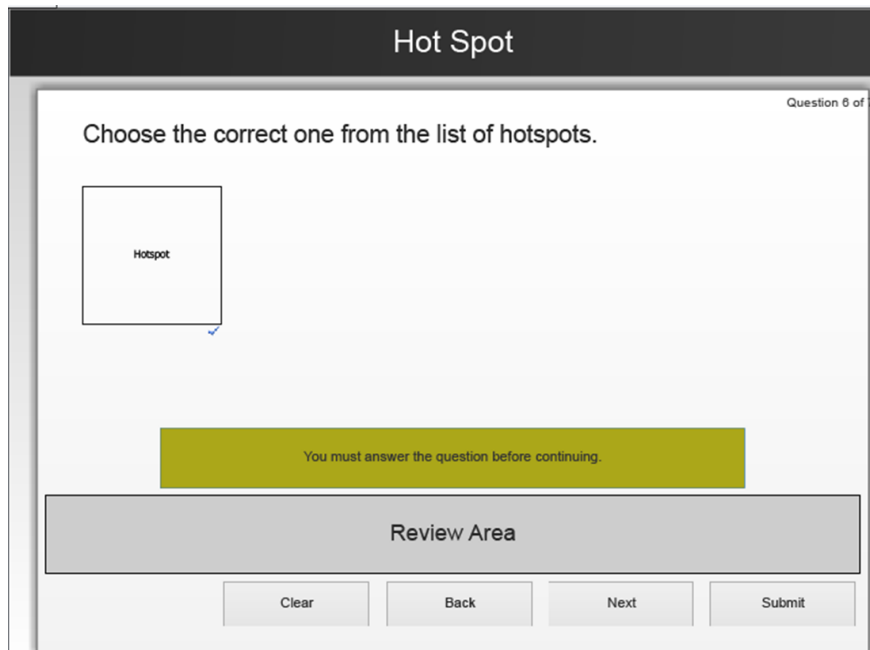 Hot Spot
Question 6 of
Choose the correct one from the list of hotspots.
Hotspot
You must answer the question before continuing.
Review Area
Clear Back Next Submit